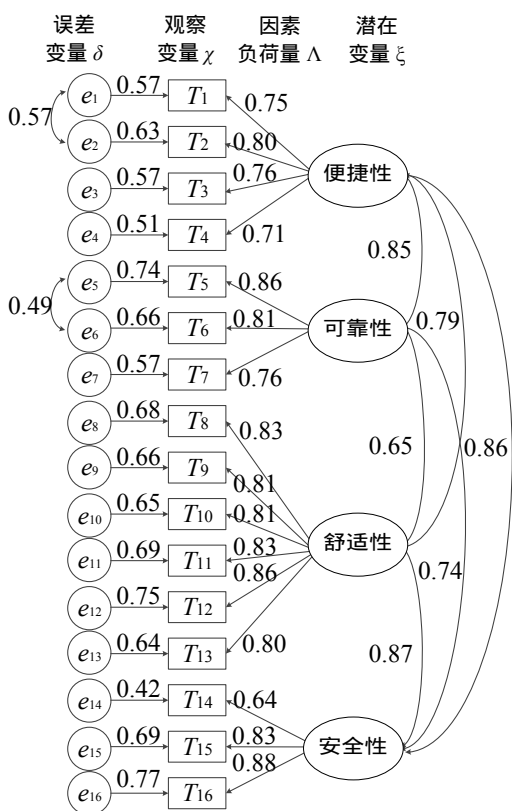 误差 观察 因素 潜在
变量 δ 变量 χ 负荷量 Λ 变量 ξ
e1 0.57 T1 0.75
0.57
e2 0.63 T2 0.80
便捷性
e3 0.57 T3 0.76
e4 0.51 T4 0.71
0.85
e5 0.74 T5 0.86
0.49
e6 0.66 T6 0.81 可靠性 0.79
e7 0.57 T7 0.76
e8 0.68 T8 0.83
0.65 0.86
e9 0.66 T9 0.81
e10 0.65 T10 0.81
舒适性
e11 0.69 T11 0.83
0.86 0.74
e12 0.75 T12
e13 0.64 T13 0.80
0.87
e14 0.42 T14 0.64
e15 0.69 T15 0.83 安全性
e16 0.77 T16 0.88